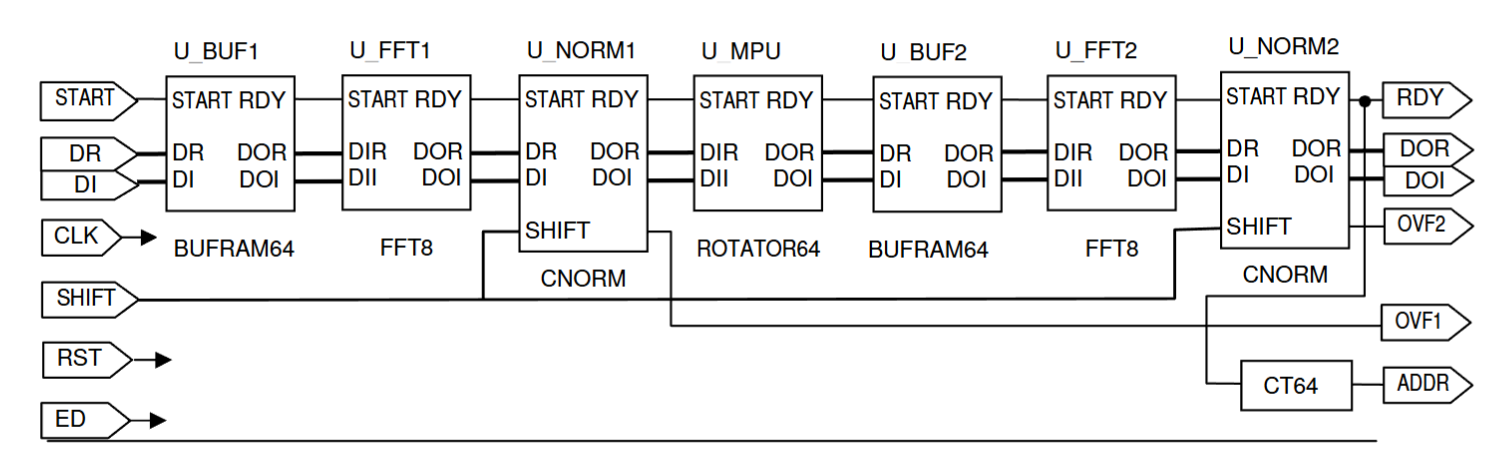 U_BUF1 U_FFT1 U_NORM1 U_MPU U_BUF2 U_FFT2 U_NORM2
START START RDY START RDY START RDY START RDY START RDY START RDY START RDY RDY
DR DR DOR DIR DOR DR DOR DIR DOR DR DOR DIR DOR DR DOR DOR
DI DI DOI DII DOI DI DOI DII DOI DI DOI DII DOI DI DOI DOI
CLK SHIFT SHIFT OVF2
BUFRAM64 FFT8 ROTATOR64 BUFRAM64 FFT8
CNORM CNORM
SHIFT OVF1
RST
CT64 ADDR
ED